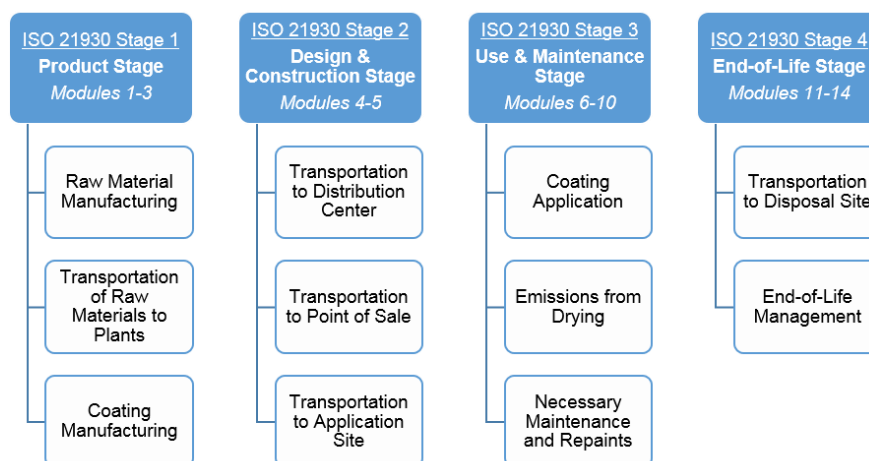 ISO 21930 Stage 1
Product Stage
Modules 1-3
Raw Material
Manufacturing
Transportation
of Raw
Materials to
Plants
Coating
Manufacturing
ISO 21930 Stage 2
Design &
Construction Stage
Modules 4-5
Transportation
to Distribution
Center
Transportation
to Point of Sale
Transportation
to Application
Site
ISO 21930 Stage 3
Use & Maintenance
Stage
Modules 6-10
Coating
Application
Emissions from
Drying
Necessary
Maintenance
and Repaints
ISO 21930 Stage 4
End-of-Life Stage
Modules 11-14
Transportation
to Disposal Site
End-of-Life
Management